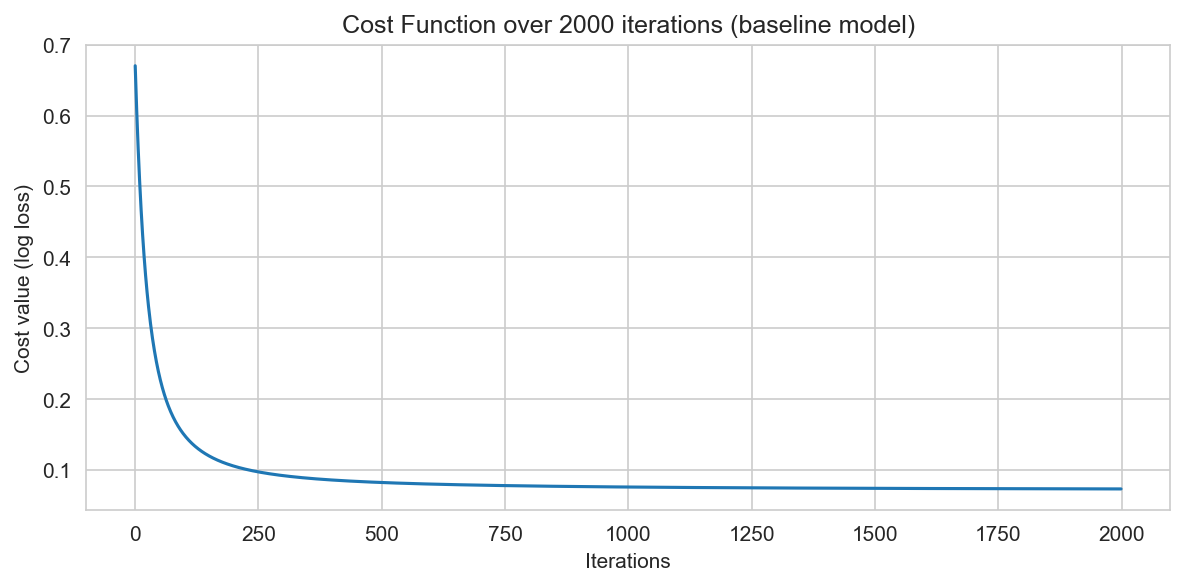 Cost Function over 2000 iterations (baseline model)
0.7
0.6
0.5
0.4
0.3
0.2
0.1
Cost value (log loss)
0 250 500 750 1000 1250 1500 1750 2000
Iterations